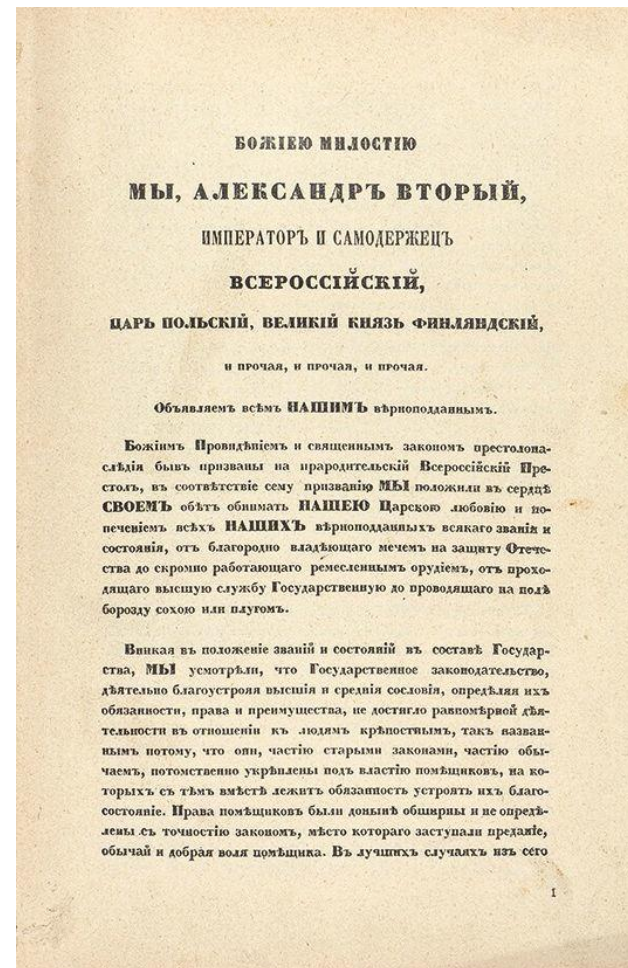 БОЖІЕЮ МИЛОСТІЮ
МЫ, АЛЕКСАНДРЪ ВТОРЫЙ,
ИМПЕРАТОРЪ И САМОДЕРЖЕЦЪ
ВСЕРОССІЙСКІЙ,
ЦАРЬ ПОЛЬСКІЙ, ВЕЛИКІЙ КНЯЗЬ ФИНЛЯНДСКІЙ,
и прочая, и прочая, и прочая.
Объявляемъ всѣмъ НАШИМЪ вѣрноподданнымъ.
Божіимъ Провидѣніемъ и священнымъ закономъ престолона-
слѣдія бывъ призваны на прародительскій Всероссійскій Пре-
столъ, въ соотвѣтствіе сему призванію МЫ положили въ сердцѣ
СВОЕМЪ обѣтъ обнимать НАШЕЮ Царскою любовію и по-
печеніемъ всѣхъ НАШИХЪ вѣрноподданныхъ всякаго званія и
состоянія, отъ благородно владѣющаго мечемъ на защиту Отече-
ства до скромно работающаго ремесленнымъ орудіемъ, отъ прохо-
дящаго высшую службу Государственную до проводящаго на полѣ
борозду сохою или плугомъ.
Вникая въ положеніе званій и состояній въ составѣ Государ-
ства, МЫ усмотрѣли, что Государственное законодательство,
дѣятельно благоустрояя высшія и среднія сословія, опредѣляя ихъ
обязанности, права и преимущества, не достигло равномѣрной дѣя-
тельности въ отношеніи къ людямъ крѣпостнымъ, такъ назван-
нымъ потому, что они, частію старыми законами, частію обы-
чаемъ, потомственно укрѣплены подъ властію помѣщиковъ, на ко-
торыхъ съ тѣмъ вмѣстѣ лежитъ обязанность устроять ихъ благо-
состояніе. Права помѣщиковъ были донынѣ обширны и не опредѣ-
лены съ точностію закономъ, мѣсто котораго заступали преданіе,
обычай и добрая воля помѣщика. Въ лучшихъ случаяхъ изъ сего
1